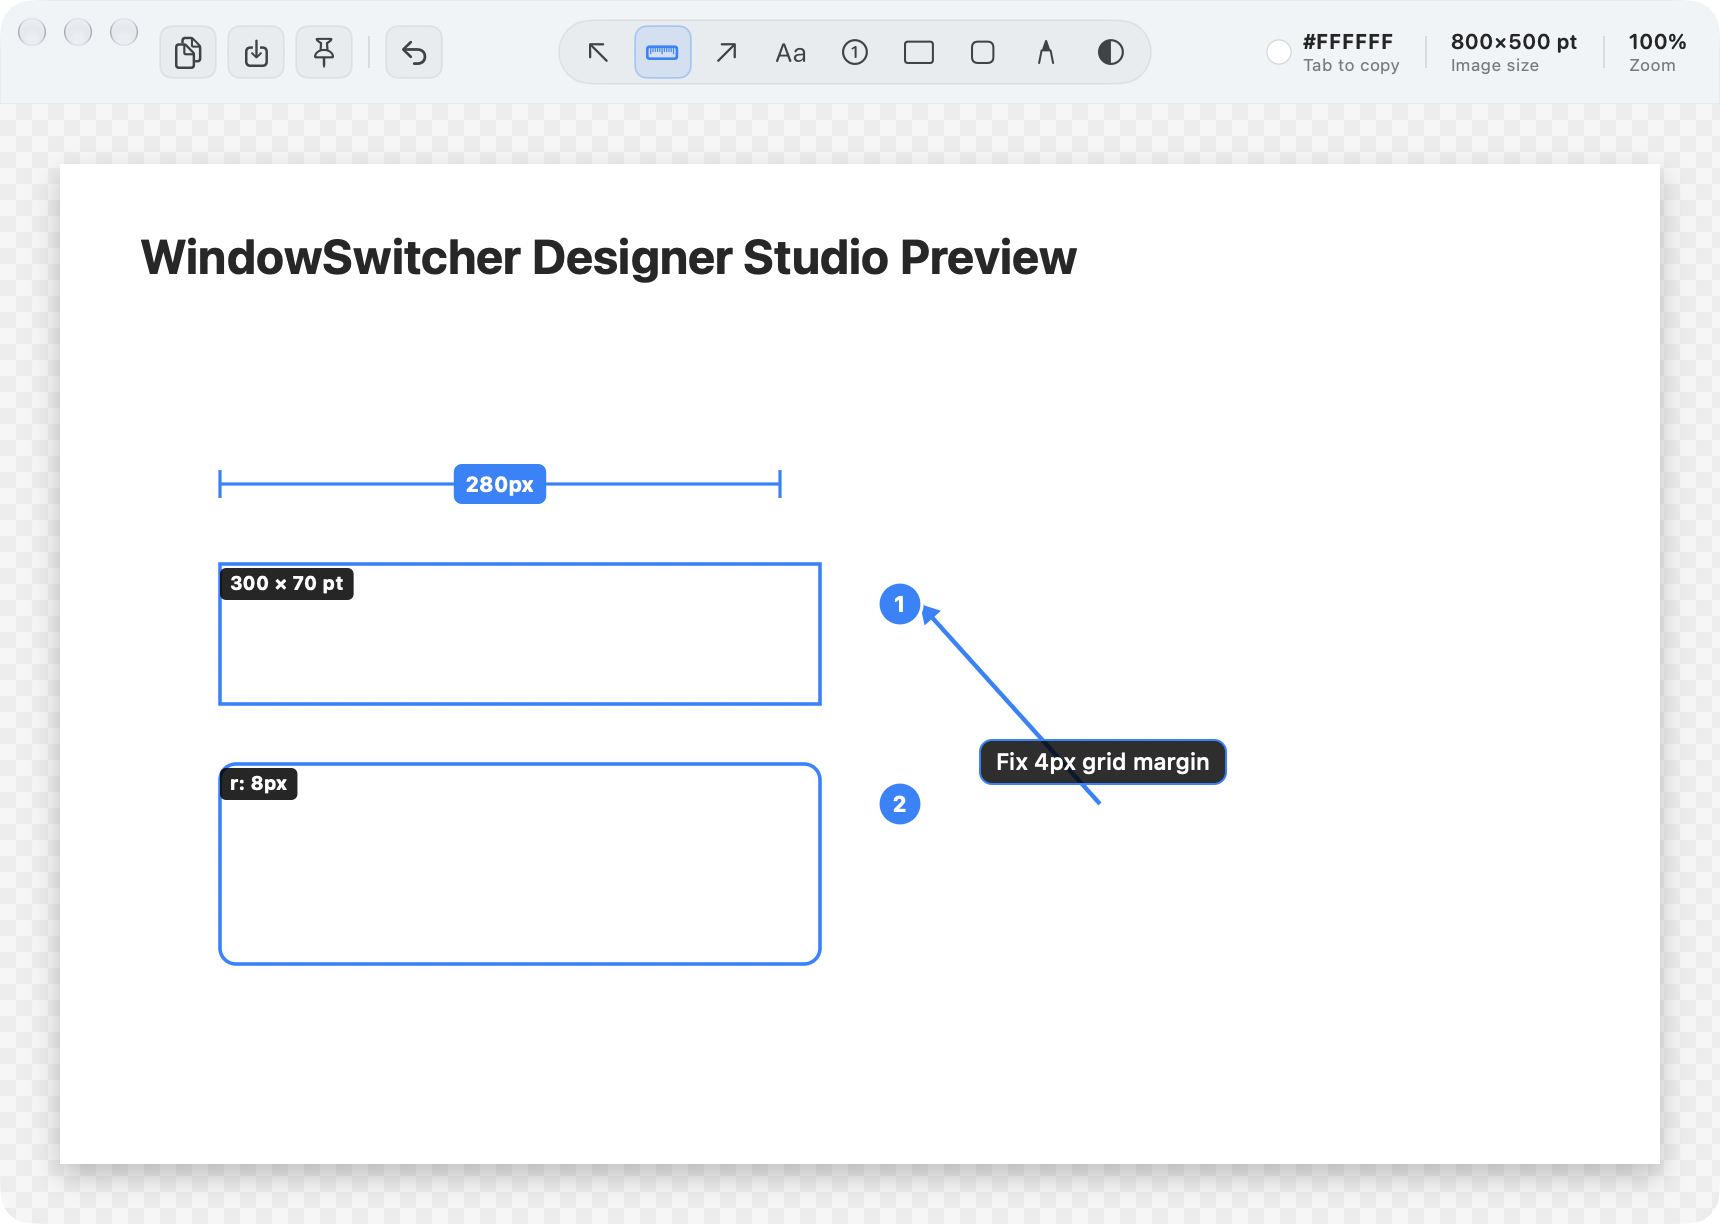 Aa
1
#FFFFFF
Tab to copy
800×500 pt
Image size
100%
Zoom
WindowSwitcher Designer Studio Preview
280px
300 × 70 pt
1
Fix 4px grid margin
r: 8px
2